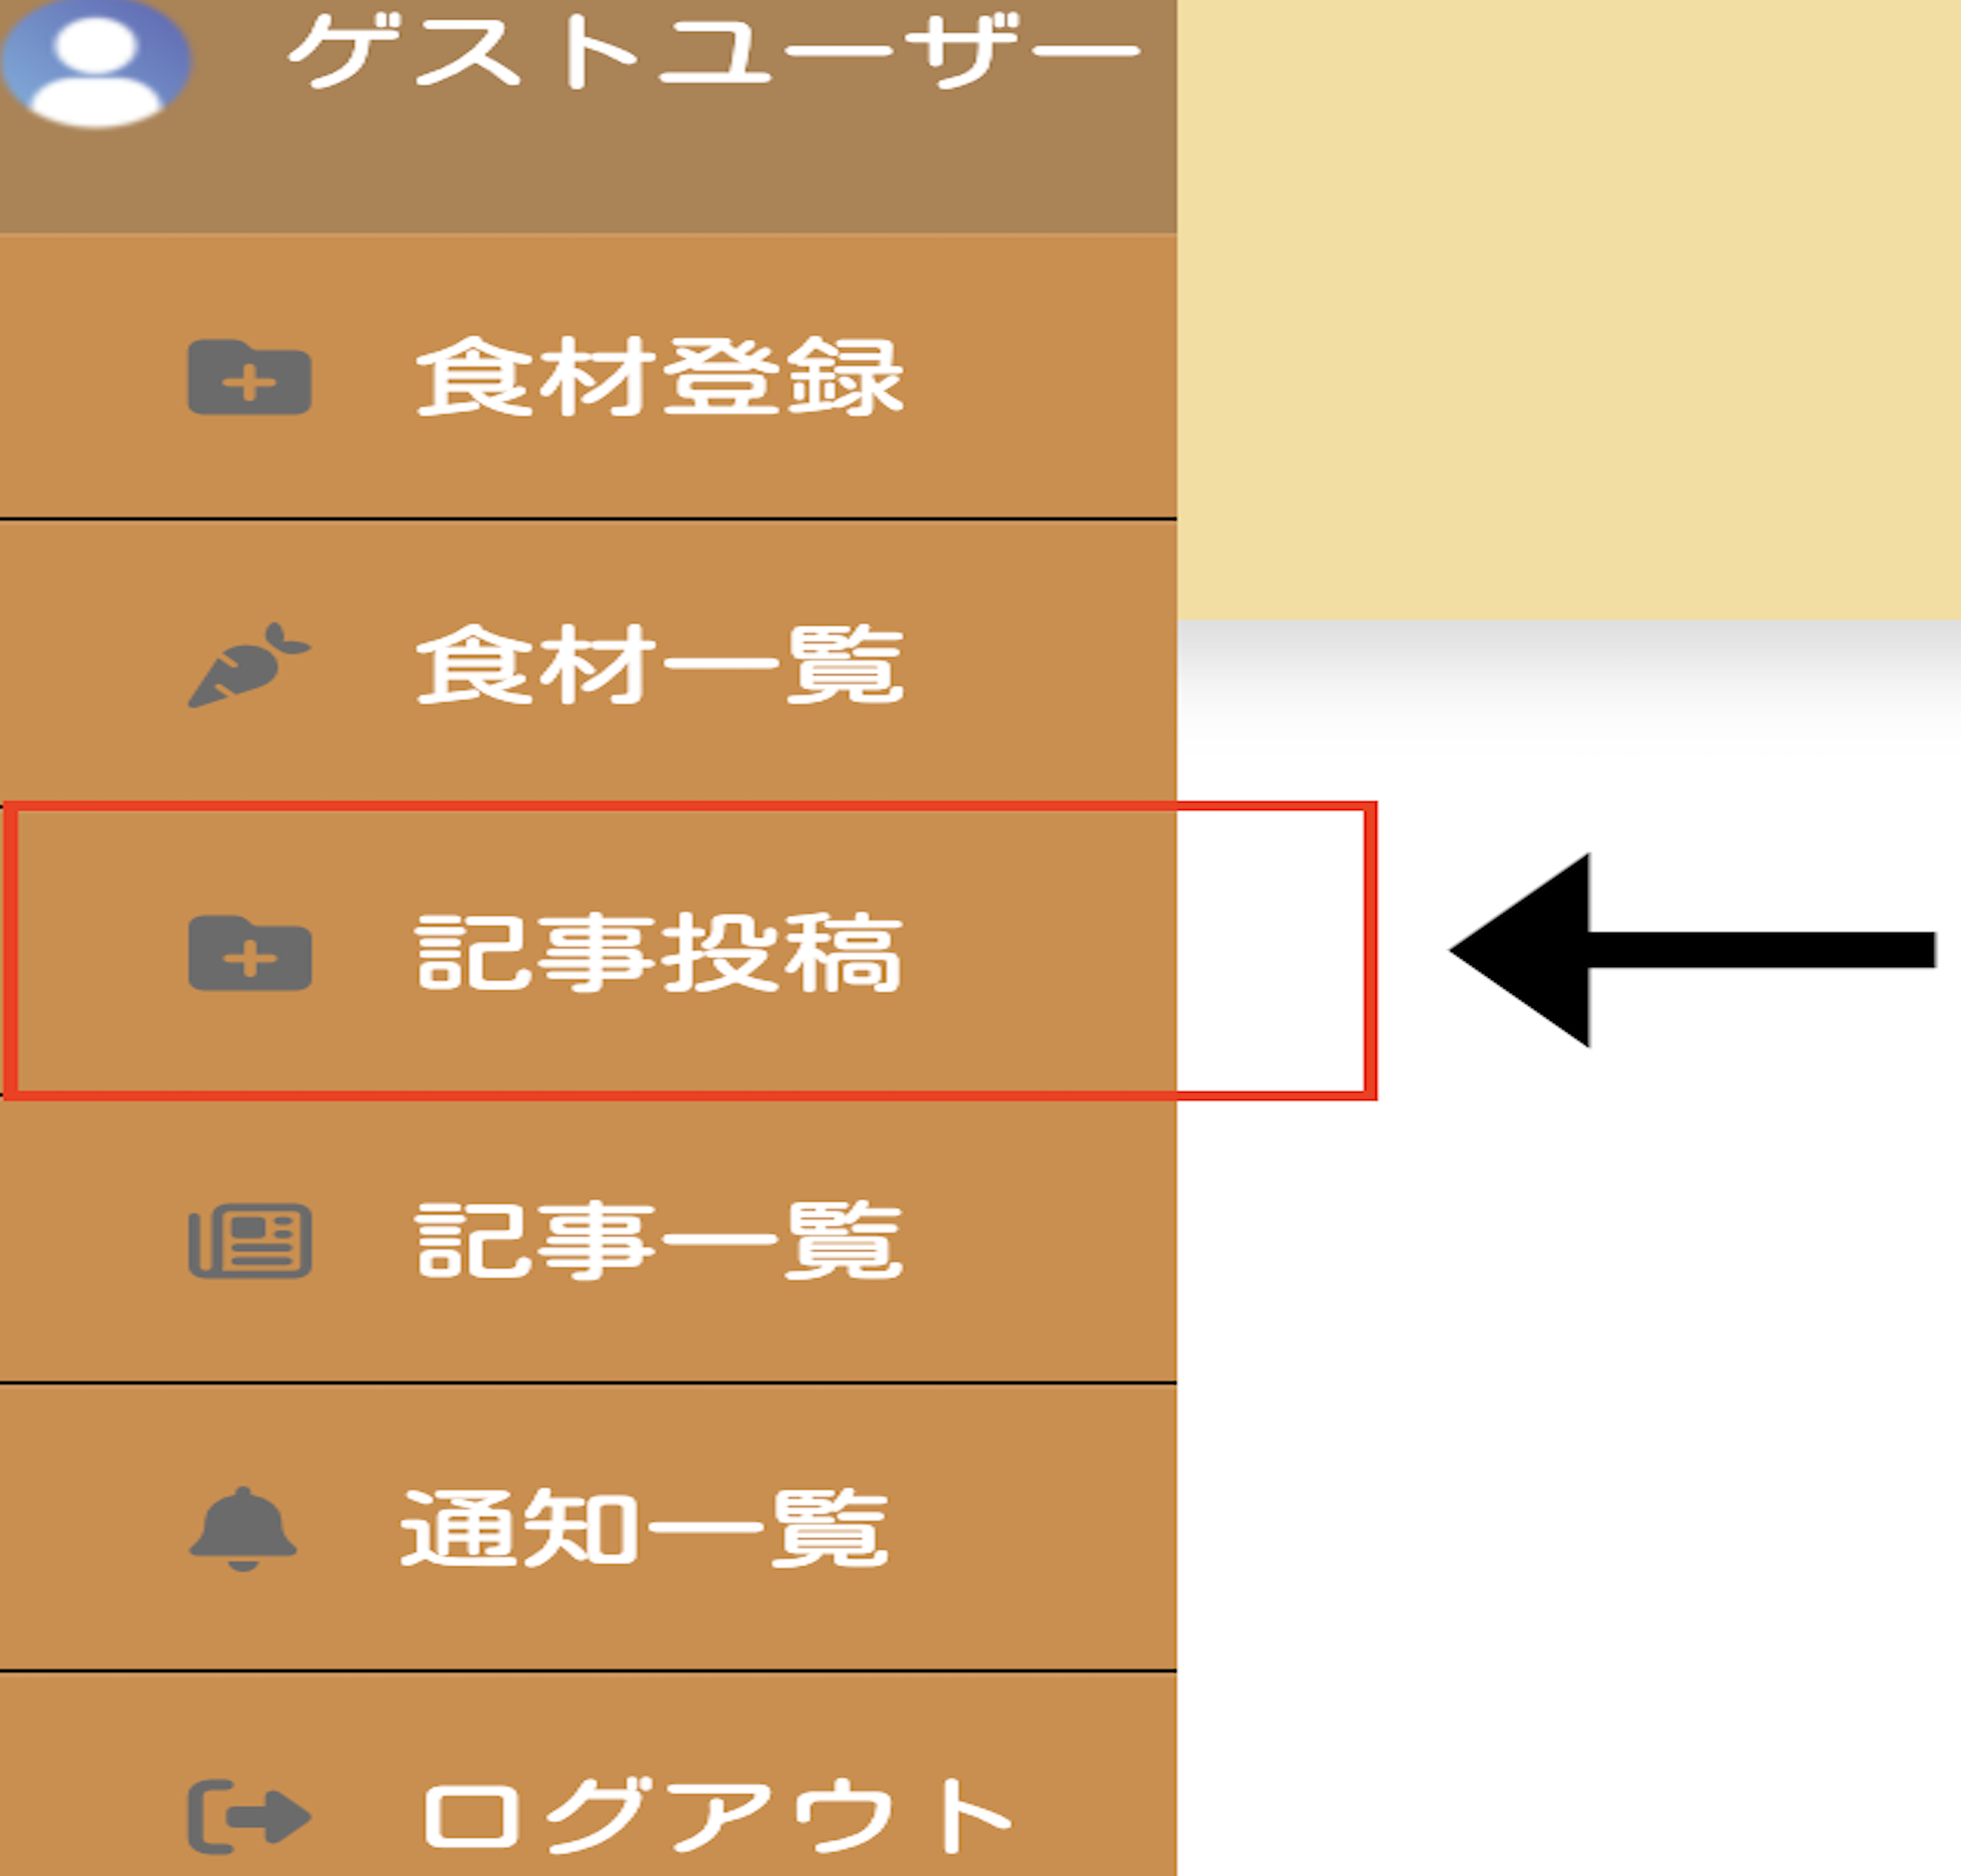 ゲストユーザー
食材登録
食材一覧
記事投稿
記事一覧
通知一覧
ログアウト